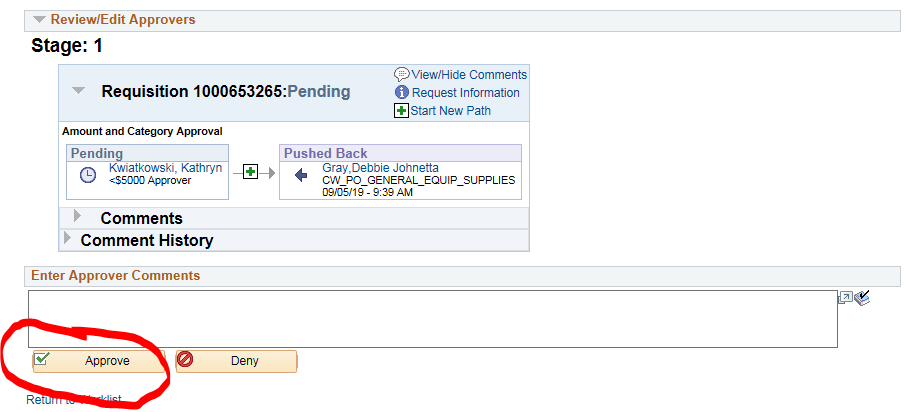 Review/Edit Approvers
Stage: 1
Requisition 1000653265:Pending
View/Hide Comments
Request Information
Start New Path
Amount and Category Approval
Pending
Kwiatkowski, Kathryn
<$5000 Approver
Pushed Back
Gray,Debbie Johnetta
CW_PO_GENERAL_EQUIP_SUPPLIES
09/05/19 - 9:39 AM
Comments
Comment History
Enter Approver Comments
Approve
Deny
Return to Worklist